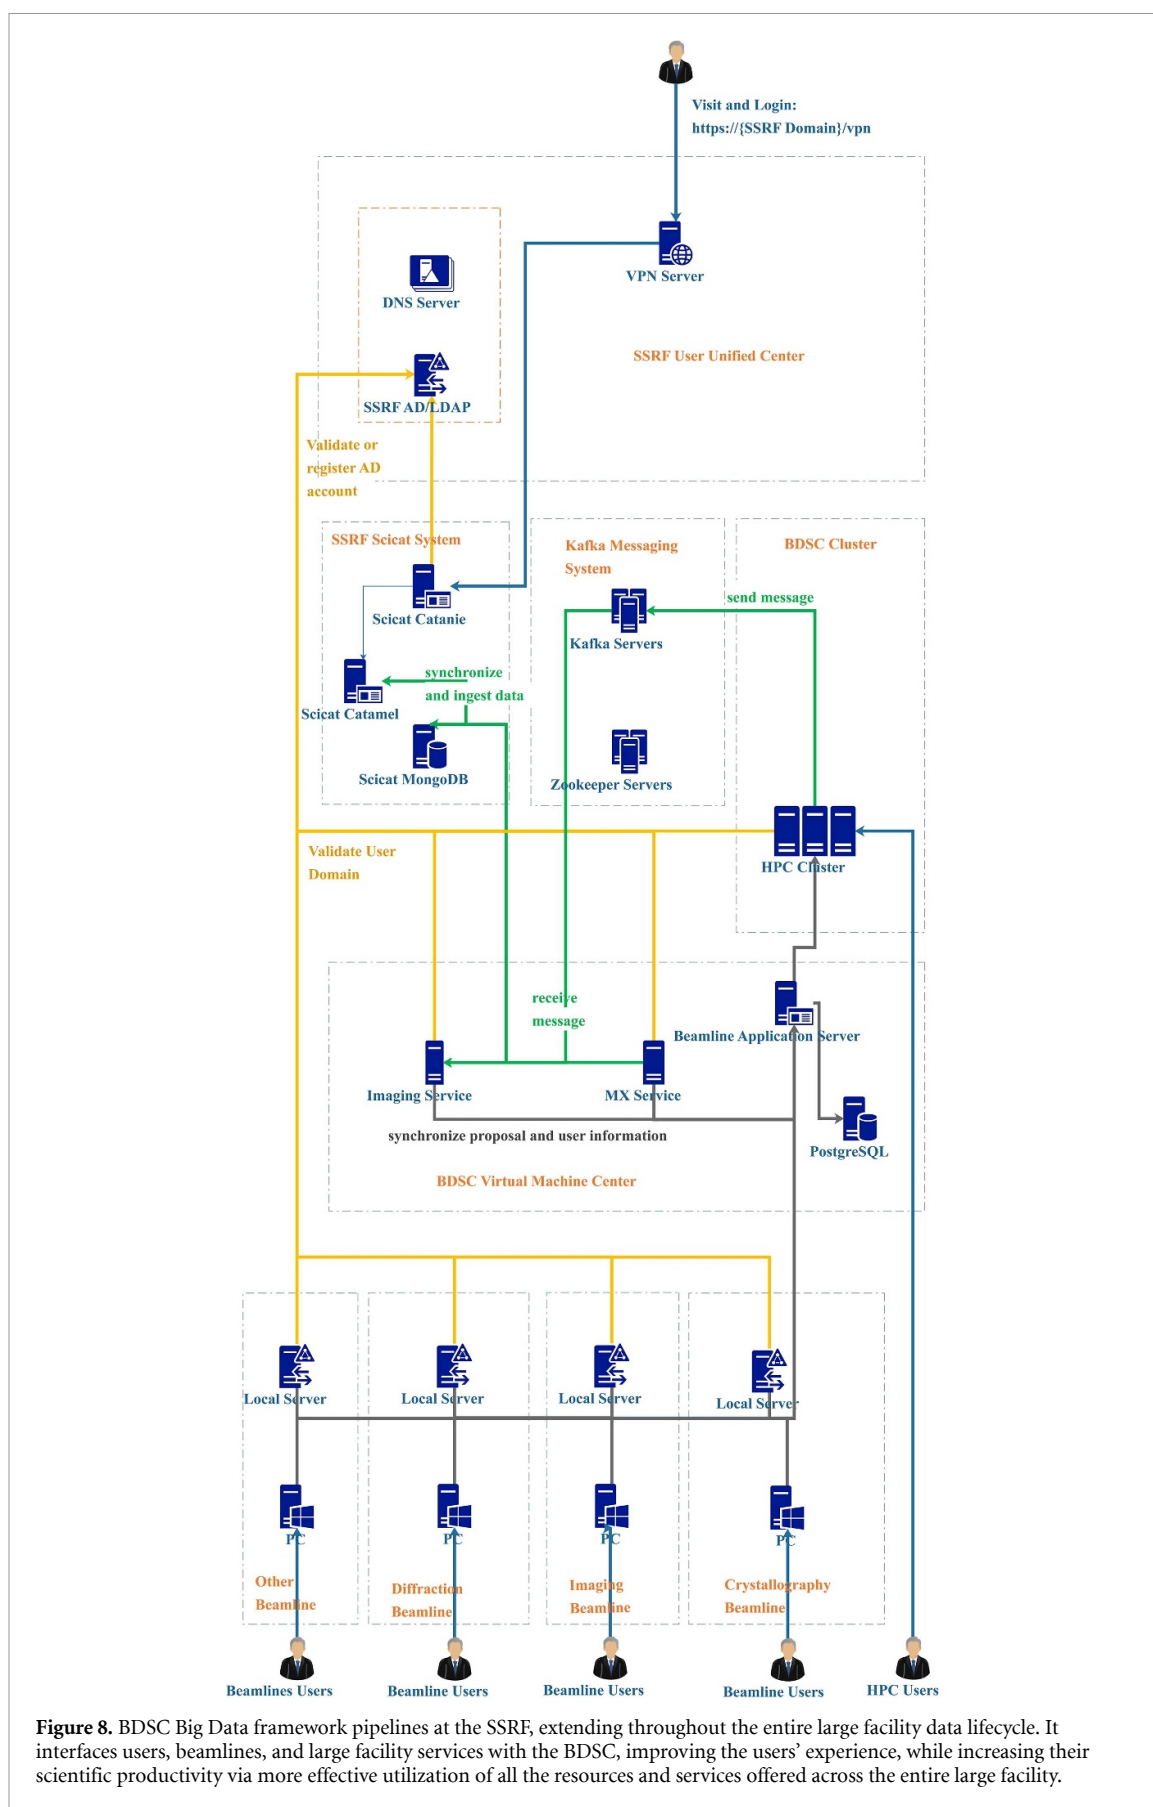 Visit and Login:
https://{SSRF Domain}/vpn
VPN Server
DNS Server
SSRF User Unified Center
SSRF AD/LDAP
Validate or
register AD
account
SSRF Scicat System
Kafka Messaging
System
BDSC Cluster
send message
Scicat Catanie
Kafka Servers
synchronize
and ingest data
Scicat Catamel
Scicat MongoDB
Zookeeper Servers
Validate User
Domain
HPC Cluster
receive
message
Beamline Application Server
Imaging Service
MX Service
synchronize proposal and user information
PostgreSQL
BDSC Virtual Machine Center
Local Server
Local Server
Local Server
Local Server
PC
PC
PC
PC
Other
Beamline
Diffraction
Beamline
Imaging
Beamline
Crystallography
Beamline
Beamlines Users
Beamline Users
Beamline Users
Beamline Users
HPC Users
Figure 8. BDSC Big Data framework pipelines at the SSRF, extending throughout the entire large facility data lifecycle. It
interfaces users, beamlines, and large facility services with the BDSC, improving the users’ experience, while increasing their
scientific productivity via more effective utilization of all the resources and services offered across the entire large facility.